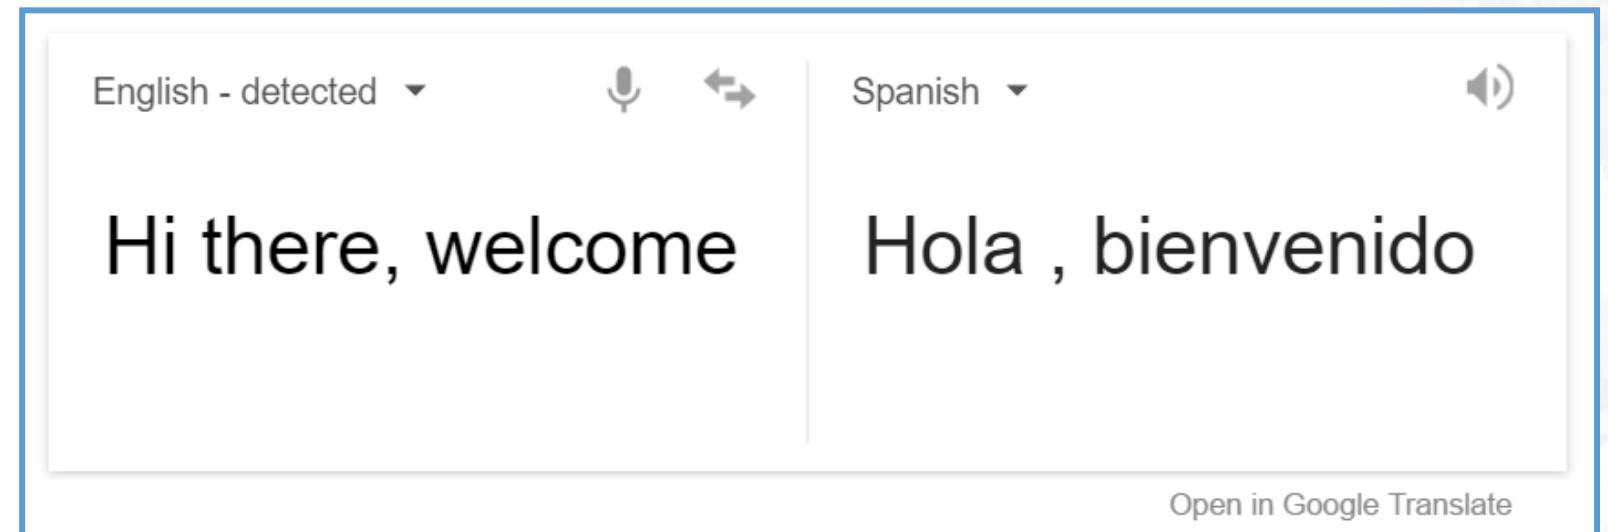 English - detected
Spanish
Hi there, welcome
Hola , bienvenido
Open in Google Translate